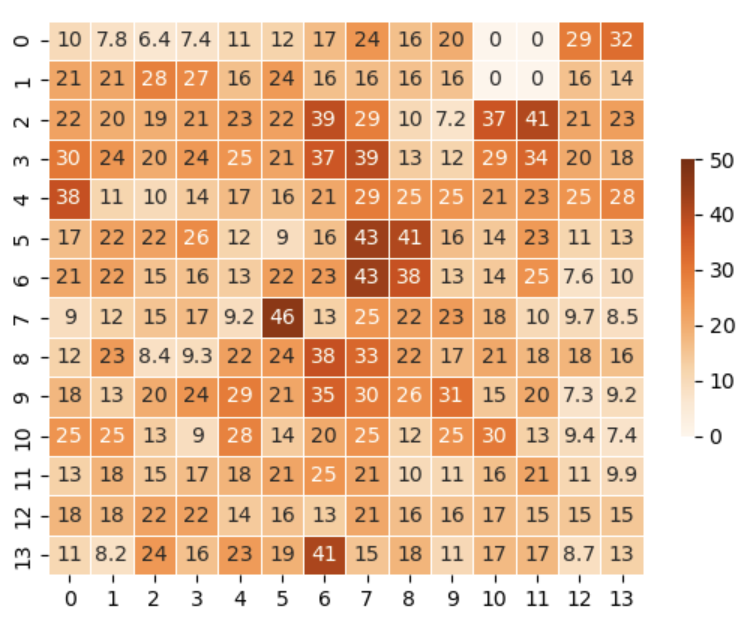 0 10 7.8 6.4 7.4 11 12 17 24 16 20 0 0 29 32
1 21 21 28 27 16 24 16 16 16 16 0 0 16 14
2 22 20 19 21 23 22 39 29 10 7.2 37 41 21 23
3 30 24 20 24 25 21 37 39 13 12 29 34 20 18
4 38 11 10 14 17 16 21 29 25 25 21 23 25 28
5 17 22 22 26 12 9 16 43 41 16 14 23 11 13
6 21 22 15 16 13 22 23 43 38 13 14 25 7.6 10
7 9 12 15 17 9.2 46 13 25 22 23 18 10 9.7 8.5
8 12 23 8.4 9.3 22 24 38 33 22 17 21 18 18 16
9 18 13 20 24 29 21 35 30 26 31 15 20 7.3 9.2
10 25 25 13 9 28 14 20 25 12 25 30 13 9.4 7.4
11 13 18 15 17 18 21 25 21 10 11 16 21 11 9.9
12 18 18 22 22 14 16 13 21 16 16 17 15 15 15
13 11 8.2 24 16 23 19 41 15 18 11 17 17 8.7 13
0 1 2 3 4 5 6 7 8 9 10 11 12 13
50
40
30
20
10
0